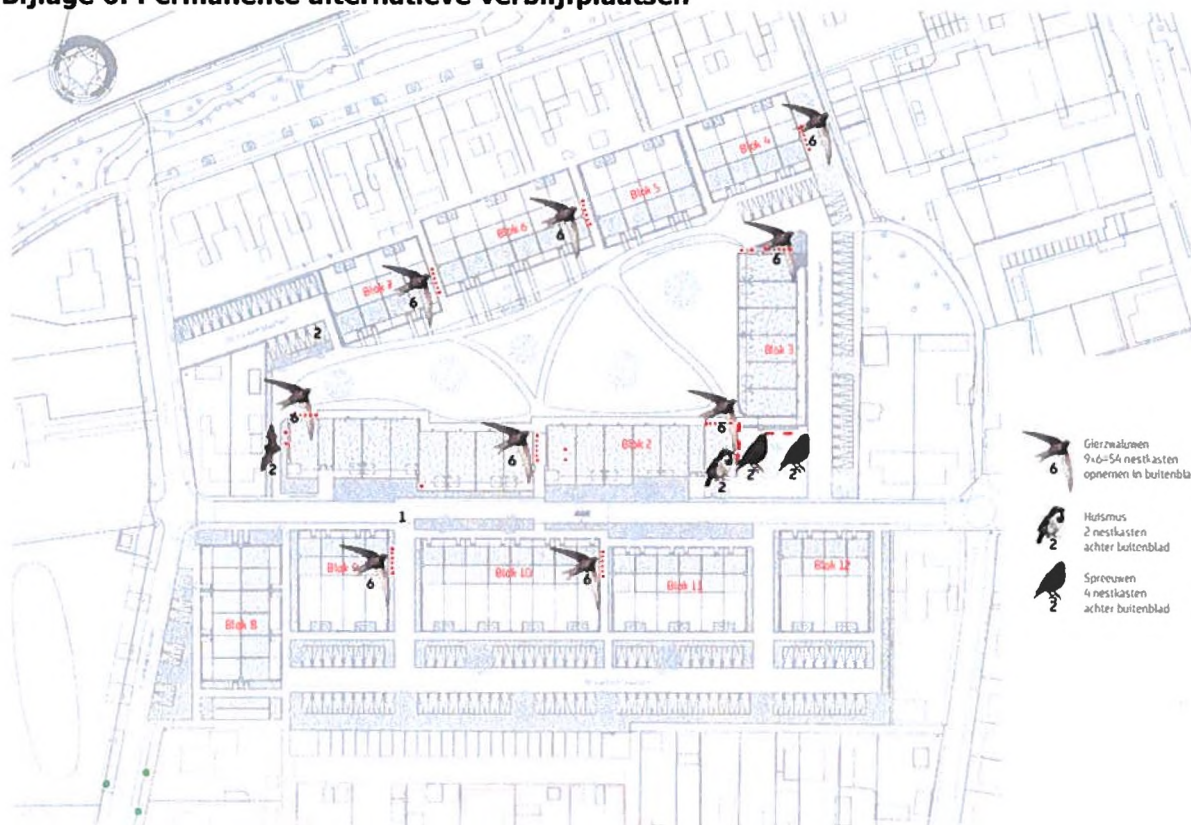 Bijlage 6: Permanente alternatieve verblijfplaatsen
Blok 4
6
Blok 5
Blok 6
6
6
Blok 7
6
2
Blok 3
6
6
6
Blok 2
2
6
2
2
2
1
Blok 9
6
Blok 10
6
Blok 11
Blok 12
Blok 8
Gierzwaluwen
9x6=54 nestkasten
opnemen in buitenbla
6
Huismus
2 nestkasten
achter buitenblad
2
Spreeuwen
4 nestkasten
achter buitenblad
2